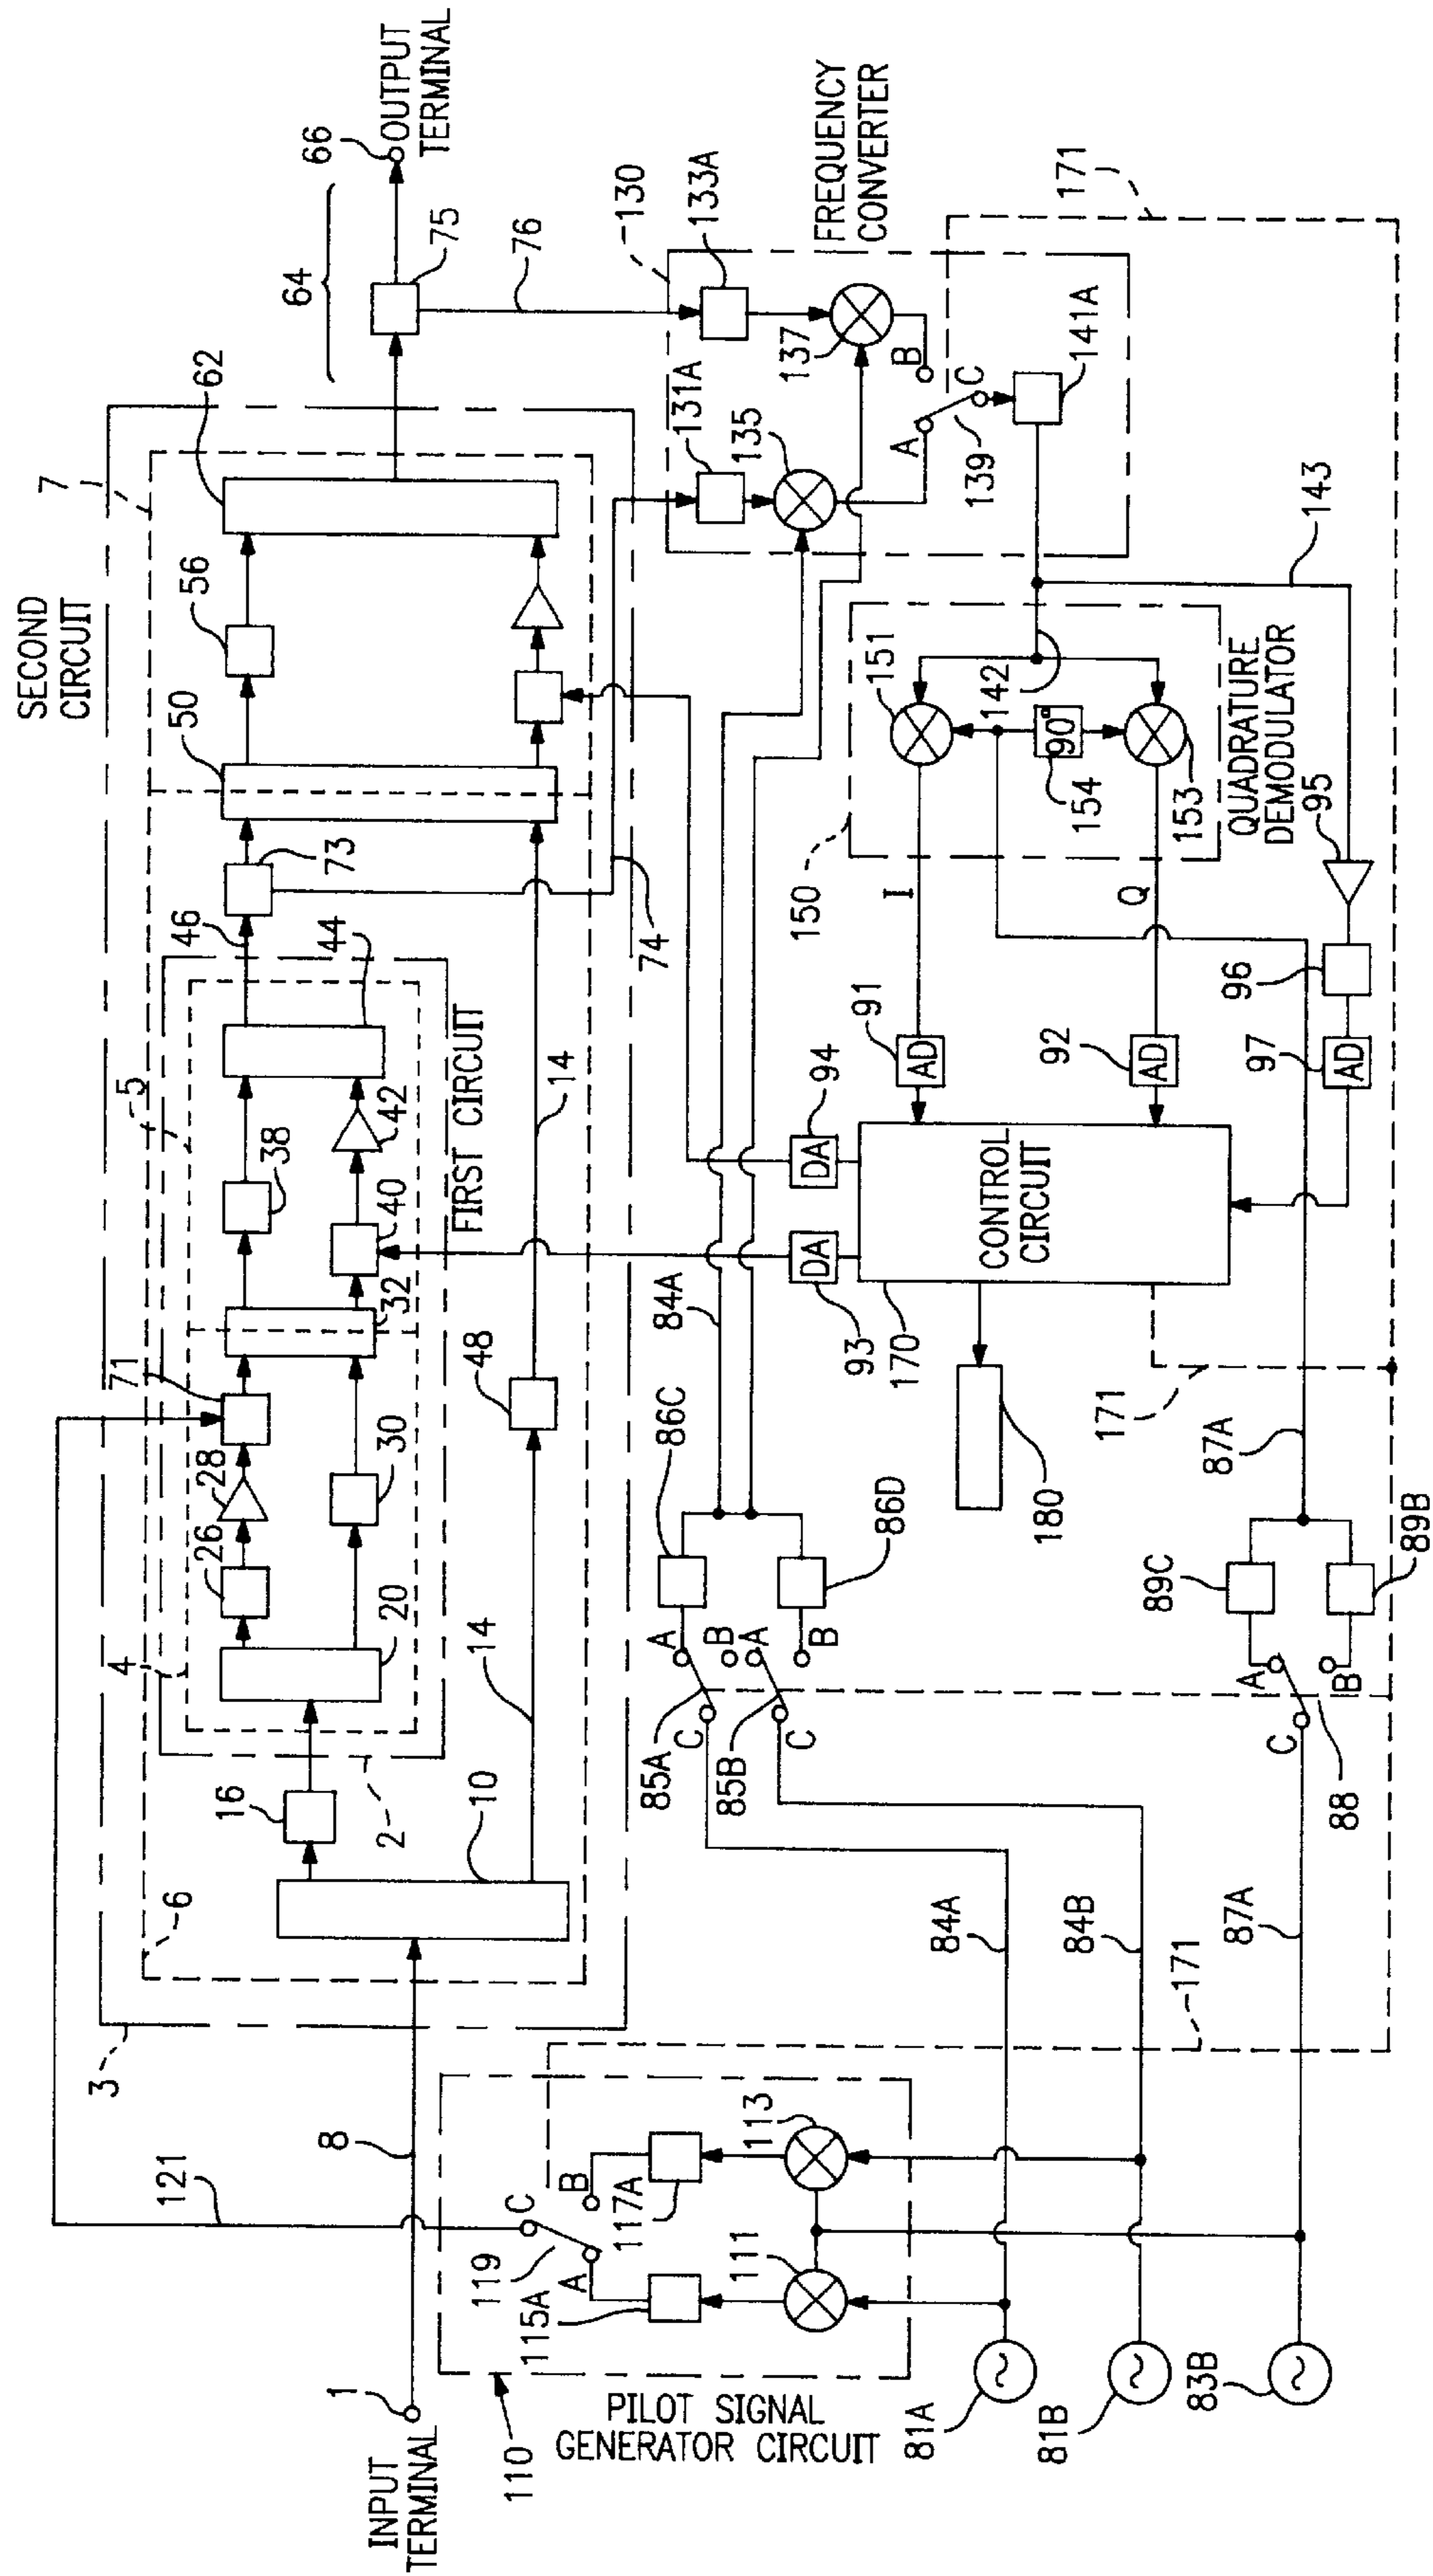 SECOND
CIRCUIT
7
62
64
66
OUTPUT
TERMINAL
56
50
75
76
73
46
44
74
5
38
42
40
FIRST CIRCUIT
14
32
71
28
26
30
48
20
4
16
2
10
14
6
3
8
121
1
INPUT
TERMINAL
130
133A
FREQUENCY
CONVERTER
131A
135
137
B
A
C
139
141A
171
143
151
142
90°
154
153
150
QUADRATURE
DEMODULATOR
I
Q
95
96
97
AD
91
AD
92
AD
94
DA
93
DA
CONTROL
CIRCUIT
170
180
171
84A
86C
86D
A
B
A
B
85A
C
85B
C
87A
89C
89B
A
B
C
88
84A
84B
87A
171
C
B
A
119
115A
117A
111
113
110
PILOT SIGNAL
GENERATOR CIRCUIT
81A
81B
83B